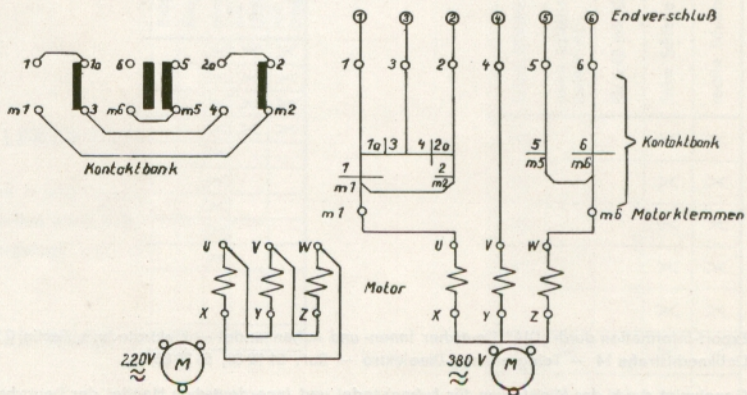 1 3 2 4 5 6 Endverschluß
1 1a 6 5 2a 2
1 3 2 4 5 6
m1 3 m6 m5 4 m2
Kontaktbank
1a 3 4 2a
1 2 5 6
m1 m2 m5 m6
Kontaktbank
m1 m6 Motorklemmen
U V W
U V W
Motor
X Y Z
X Y Z
220V M
380 V M